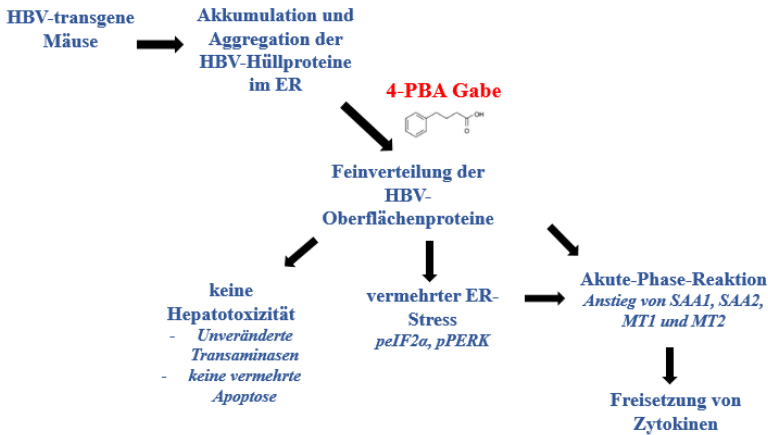 HBV-transgene
Mäuse
Akkumulation und
Aggregation der
HBV-Hüllproteine
im ER
4-PBA Gabe
OH
O
Feinverteilung der
HBV-
Oberflächenproteine
keine
Hepatotoxizität
- Unveränderte
Transaminasen
- keine vermehrte
Apoptose
vermehrter ER-
Stress
peIF2α, pPERK
Akute-Phase-Reaktion
Anstieg von SAA1, SAA2,
MT1 und MT2
Freisetzung von
Zytokinen